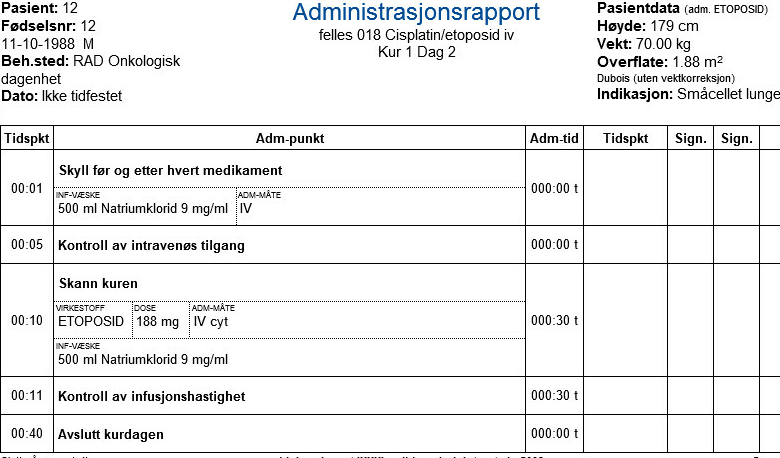 Pasient: 12
Fødselsnr: 12
11-10-1988 M
Beh.sted: RAD Onkologisk
dagenhet
Dato: Ikke tidfestet
Administrasjonsrapport
felles 018 Cisplatin/etoposid iv
Kur 1 Dag 2
Pasientdata (adm. ETOPOSID)
Høyde: 179 cm
Vekt: 70.00 kg
Overflate: 1.88 m²
Dubois (uten vektkorreksjon)
Indikasjon: Småcellet lunge
Tidspkt Adm-punkt Adm-tid Tidspkt Sign. Sign.
Skyll før og etter hvert medikament
00:01 000:00 t
INF-VÆSKE ADM-MÅTE
500 ml Natriumklorid 9 mg/ml IV
00:05 Kontroll av intravenøs tilgang 000:00 t
Skann kuren
VIRKESTOFF DOSE ADM-MÅTE
00:10 ETOPOSID 188 mg IV cyt 000:30 t
INF-VÆSKE
500 ml Natriumklorid 9 mg/ml
00:11 Kontroll av infusjonshastighet 000:30 t
00:40 Avslutt kurdagen 000:00 t